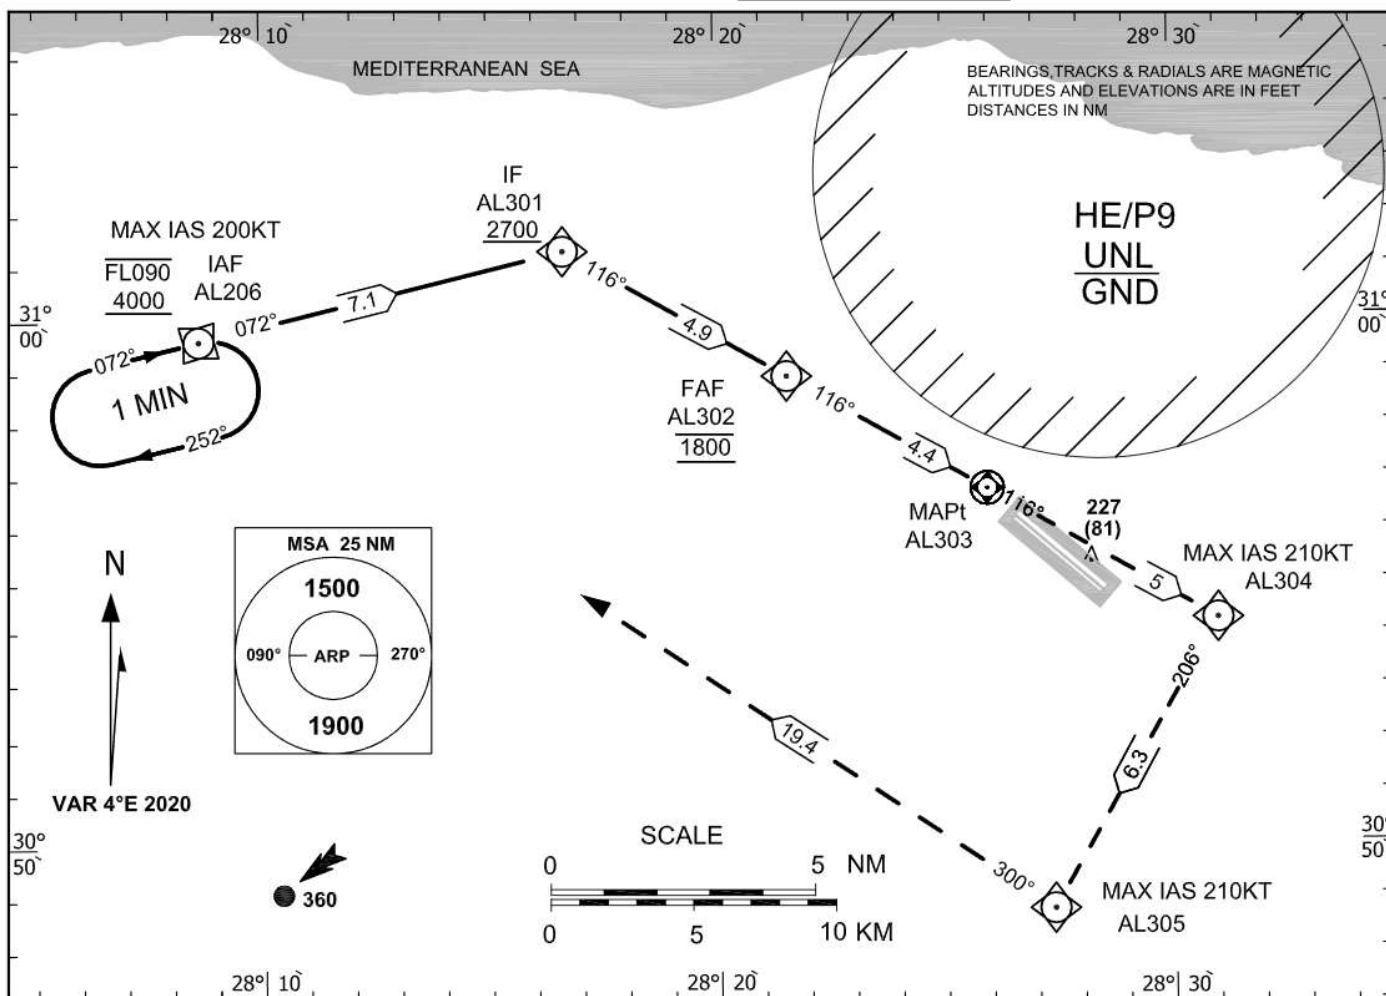 28° 10`
28° 20`
28° 30`
MEDITERRANEAN SEA
BEARINGS,TRACKS & RADIALS ARE MAGNETIC
ALTITUDES AND ELEVATIONS ARE IN FEET
DISTANCES IN NM
IF
AL301
2700
MAX IAS 200KT
FL090
4000
IAF
AL206
HE/P9
UNL
GND
31°
00`
31°
00`
072°
7.1
116°
4.9
072°
1 MIN
252°
FAF
AL302
1800
116°
4.4
MAPt
AL303
116°
227
(81)
MAX IAS 210KT
AL304
5
N
VAR 4°E 2020
MSA 25 NM
1500
090°
ARP
270°
1900
206°
6.3
19.4
300°
30°
50`
30°
50`
360
SCALE
0
5
NM
0
5
10 KM
MAX IAS 210KT
AL305
28° 10`
28° 20`
28° 30`